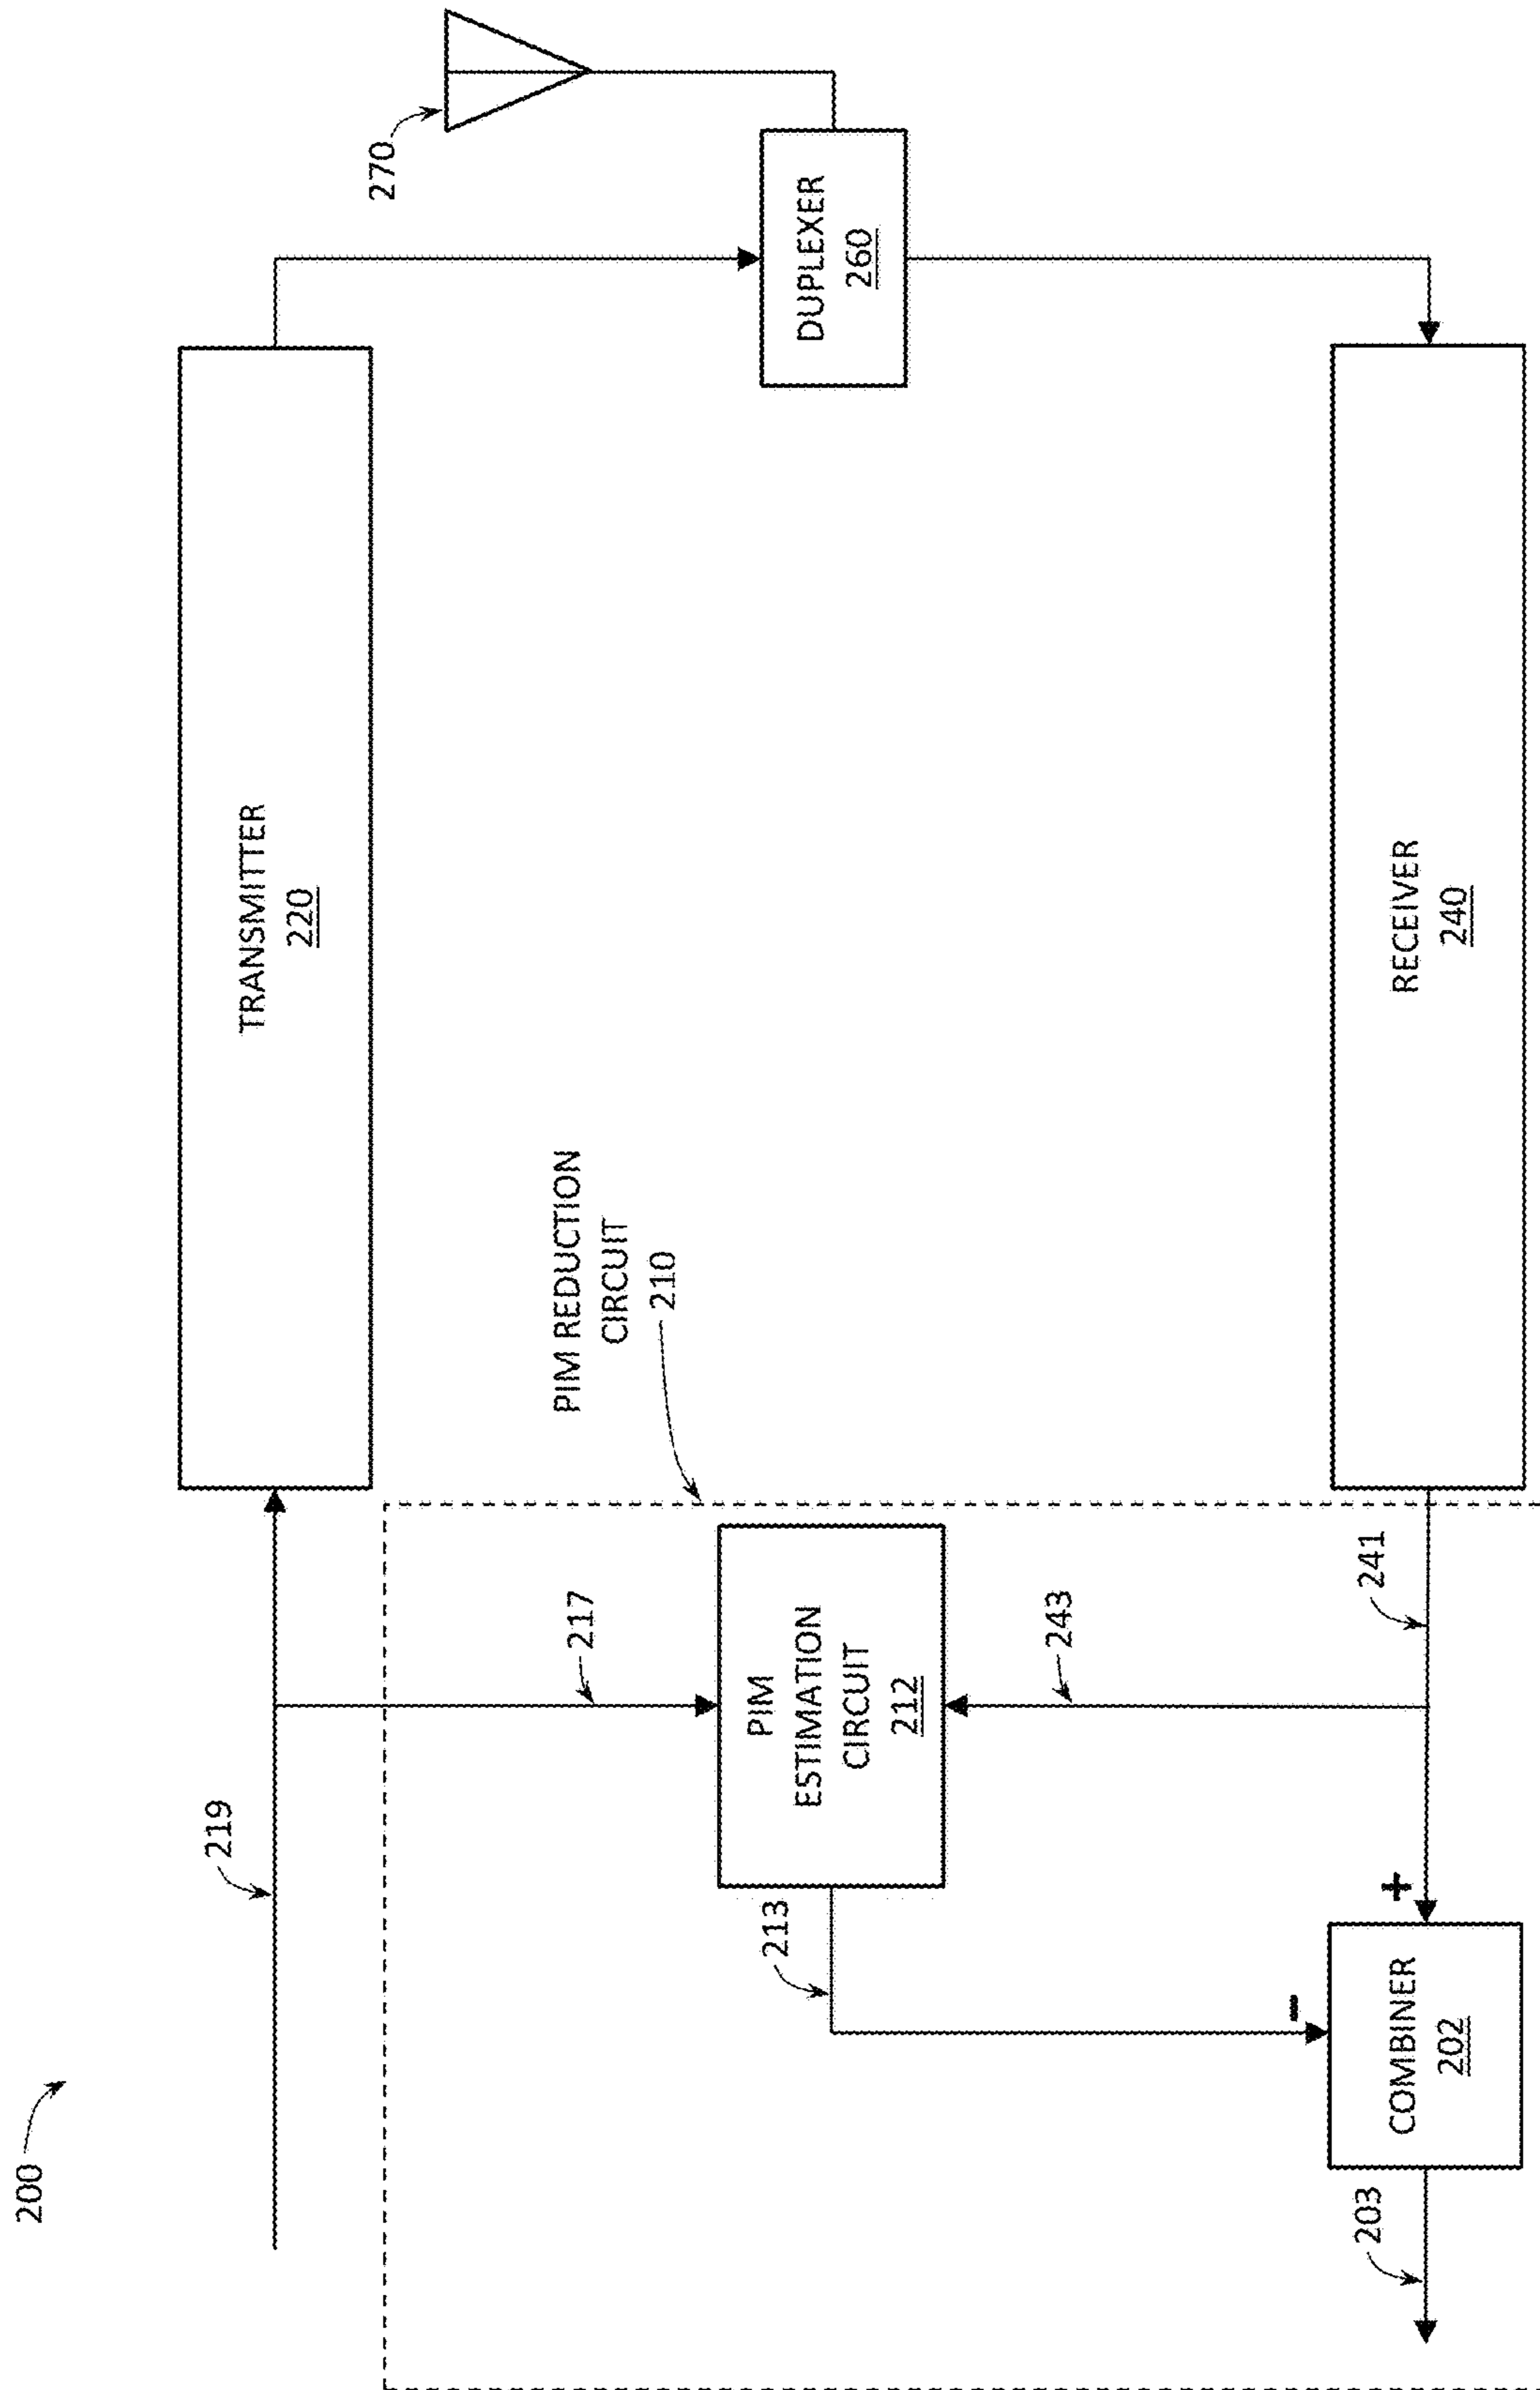 200
219
TRANSMITTER
220
270
PIM REDUCTION
CIRCUIT
210
217
PIM
ESTIMATION
CIRCUIT
212
213
243
DUPLEXER
260
-
+
241
203
COMBINER
202
RECEIVER
240